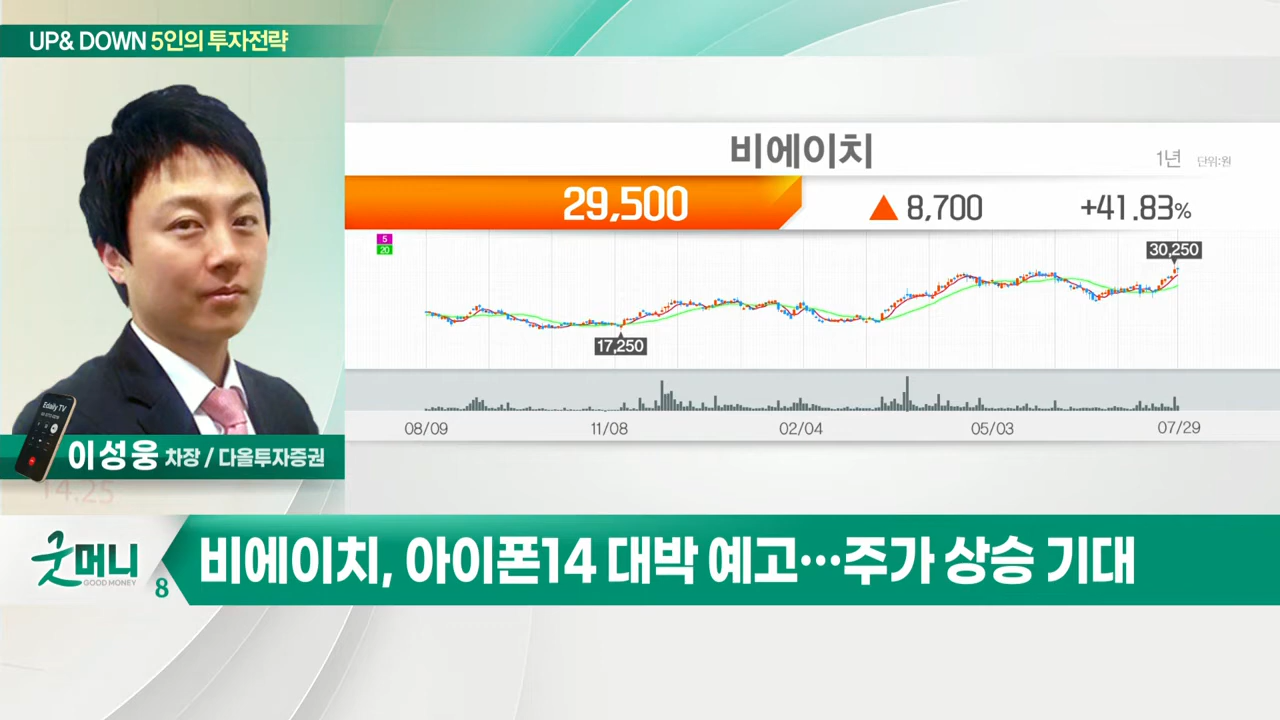 UP& DOWN 5인의 투자전략
비에이치
1년 단위:원
29,500 ▲ 8,700 +41.83%
5
20
30,250
17,250
08/09 11/08 02/04 05/03 07/29
Edaily TV
이성웅 차장 / 다올투자증권
14.25
굿머니
GOOD MONEY
8
비에이치, 아이폰14 대박 예고…주가 상승 기대